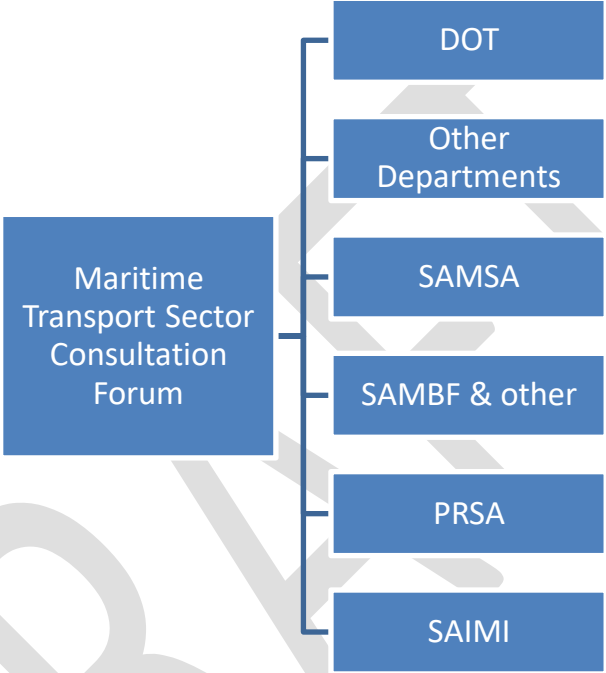 DOT
Other
Departments
Maritime
Transport Sector
Consultation
Forum
SAMSA
SAMBF & other
PRSA
SAIMI